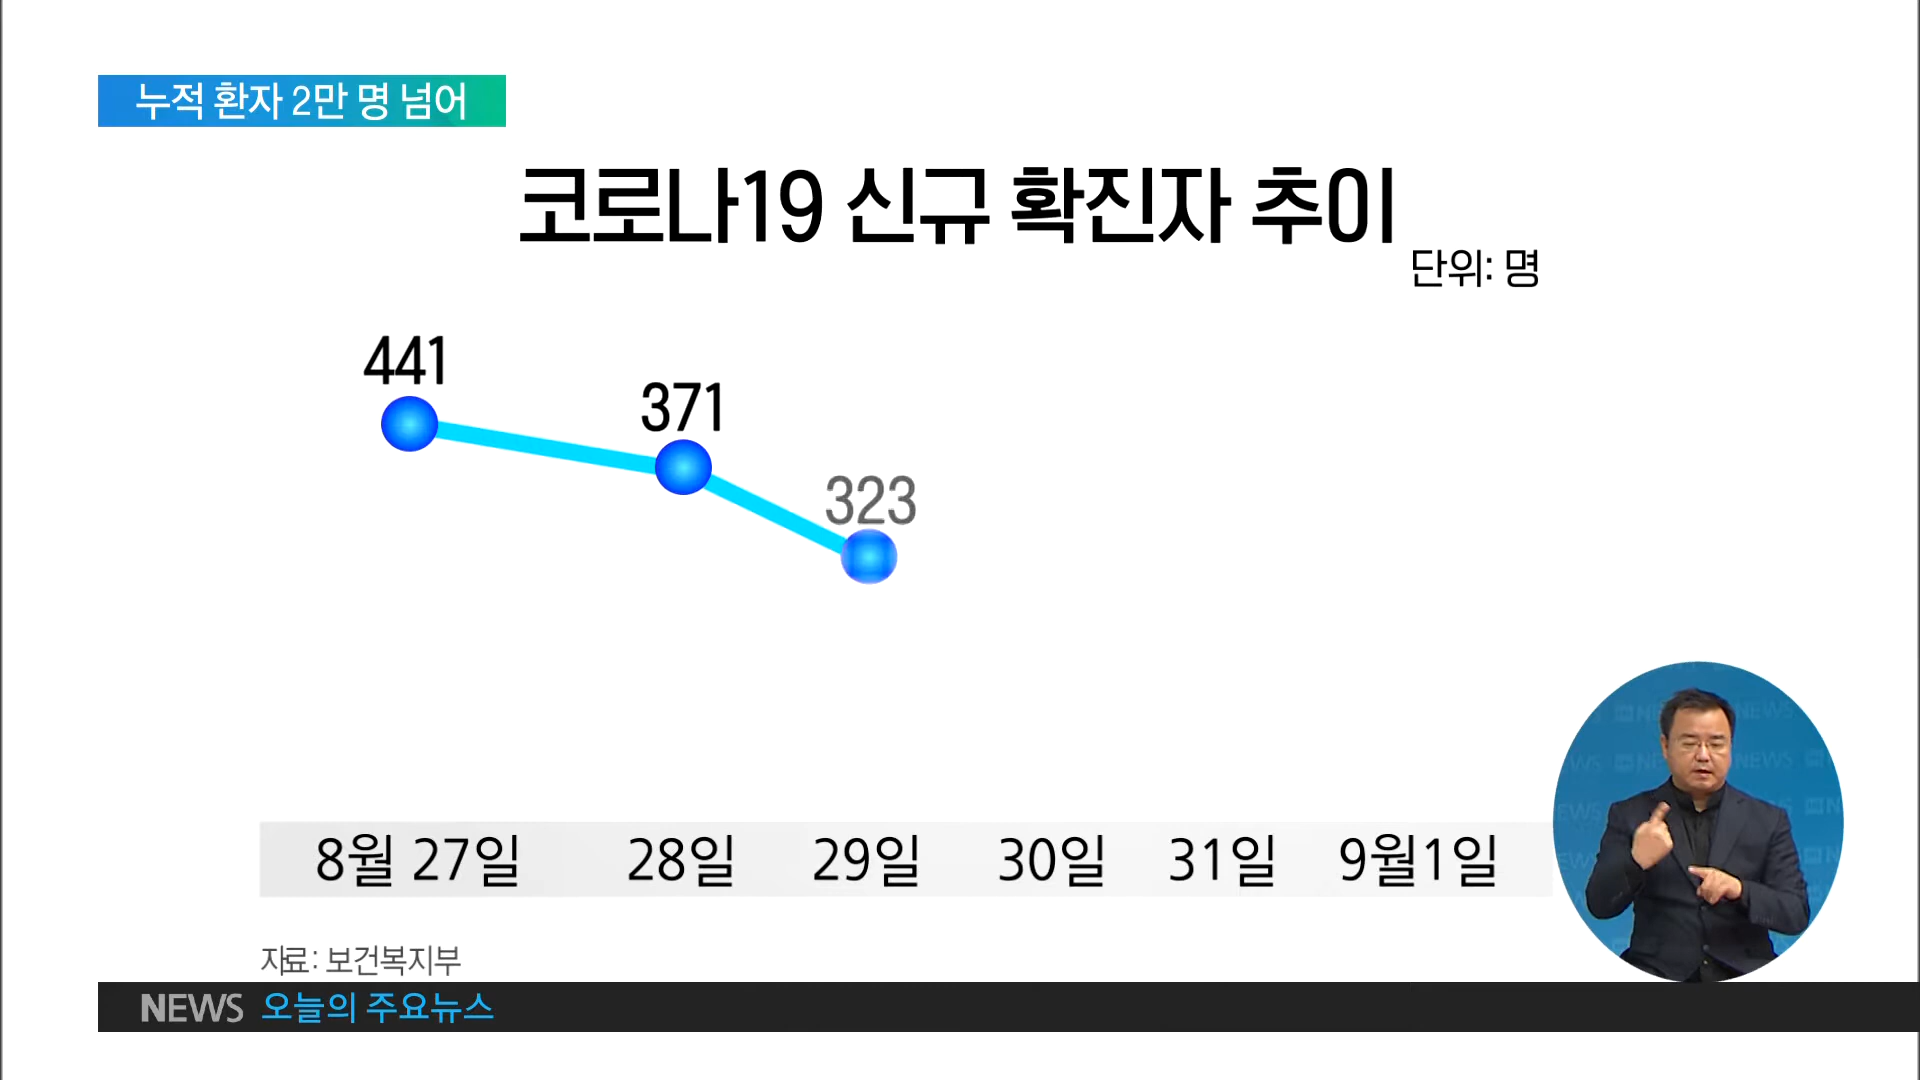 누적 환자 2만 명 넘어
코로나19 신규 확진자 추이
단위: 명
441
371
323
8월 27일 28일 29일 30일 31일 9월1일
자료: 보건복지부
NEWS 오늘의 주요뉴스